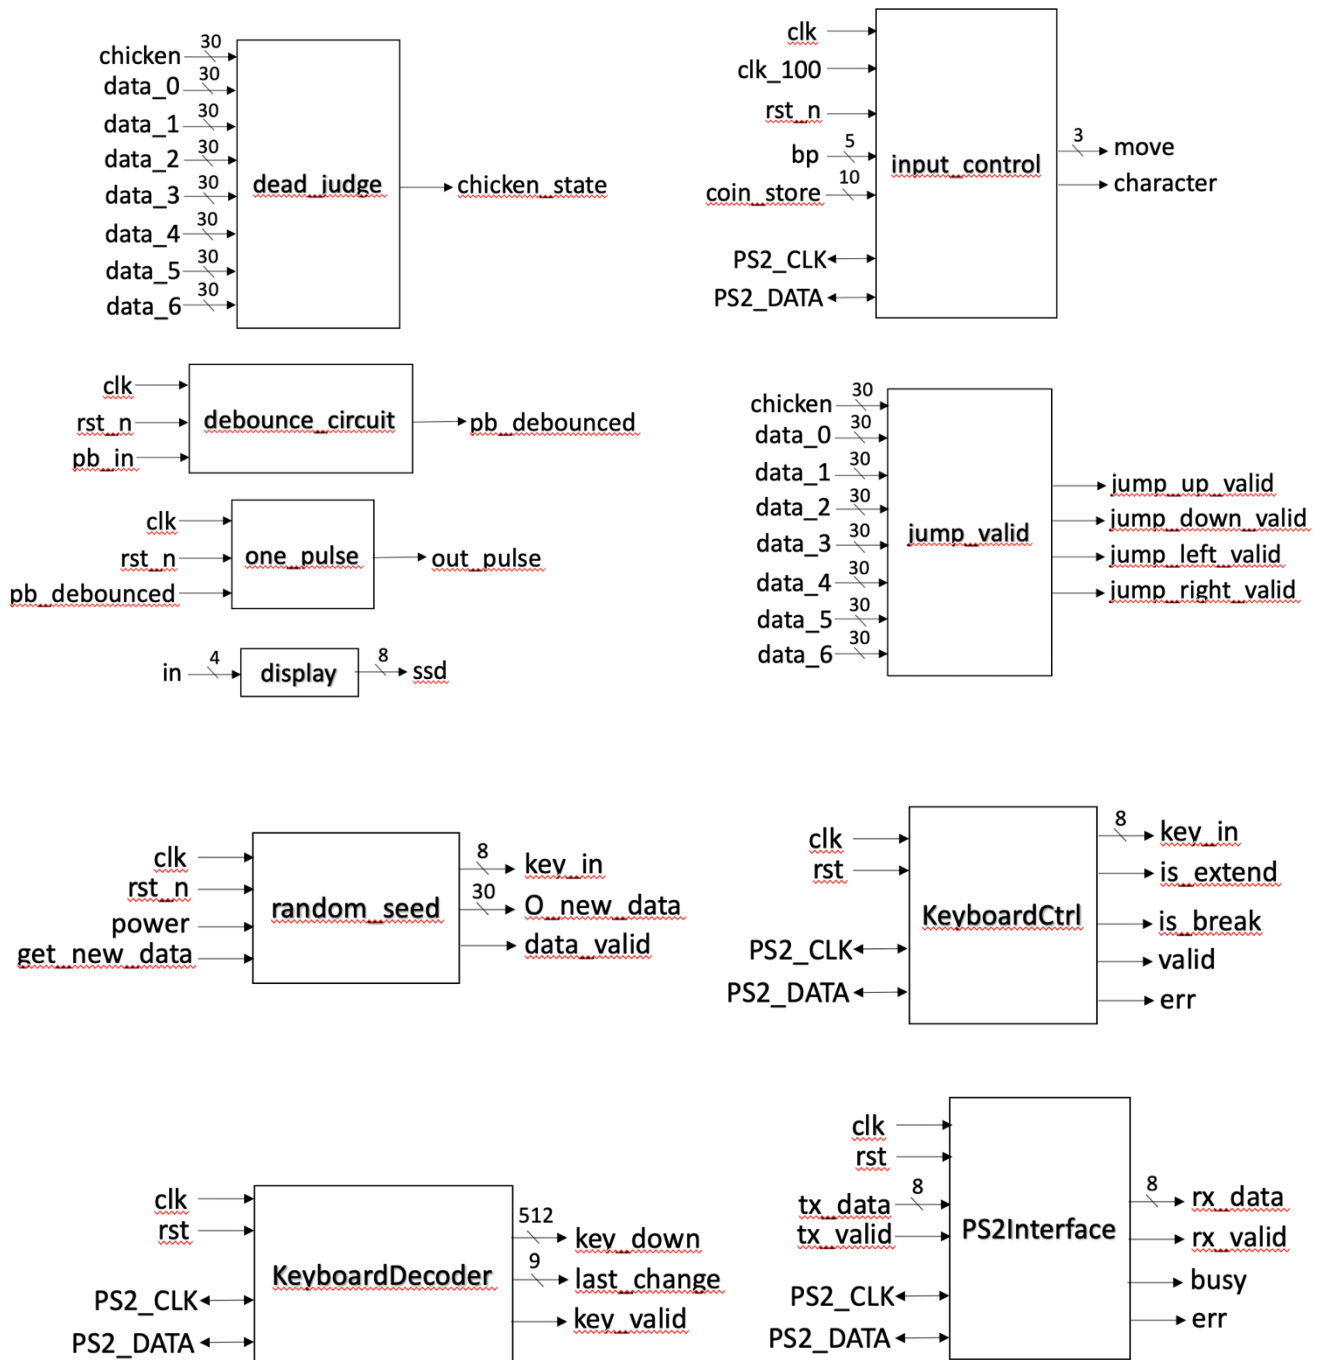 30
chicken
30
data_0
30
data_1
30
data_2
30
data_3
30
data_4
30
data_5
30
data_6
dead_judge
chicken_state
clk
clk_100
rst_n
bp
5
coin_store
10
PS2_CLK
PS2_DATA
input_control
3
move
character
clk
rst_n
pb_in
debounce_circuit
pb_debounced
clk
rst_n
pb_debounced
one_pulse
out_pulse
in
4
display
8
ssd
chicken
30
data_0
30
data_1
30
data_2
30
data_3
30
data_4
30
data_5
30
data_6
30
jump_valid
jump_up_valid
jump_down_valid
jump_left_valid
jump_right_valid
clk
rst_n
power
get_new_data
random_seed
8
key_in
30
O_new_data
data_valid
clk
rst
PS2_CLK
PS2_DATA
KeyboardCtrl
8
key_in
is_extend
is_break
valid
err
clk
rst
PS2_CLK
PS2_DATA
KeyboardDecoder
512
key_down
9
last_change
key_valid
clk
rst
tx_data
8
tx_valid
PS2_CLK
PS2_DATA
PS2Interface
8
rx_data
rx_valid
busy
err